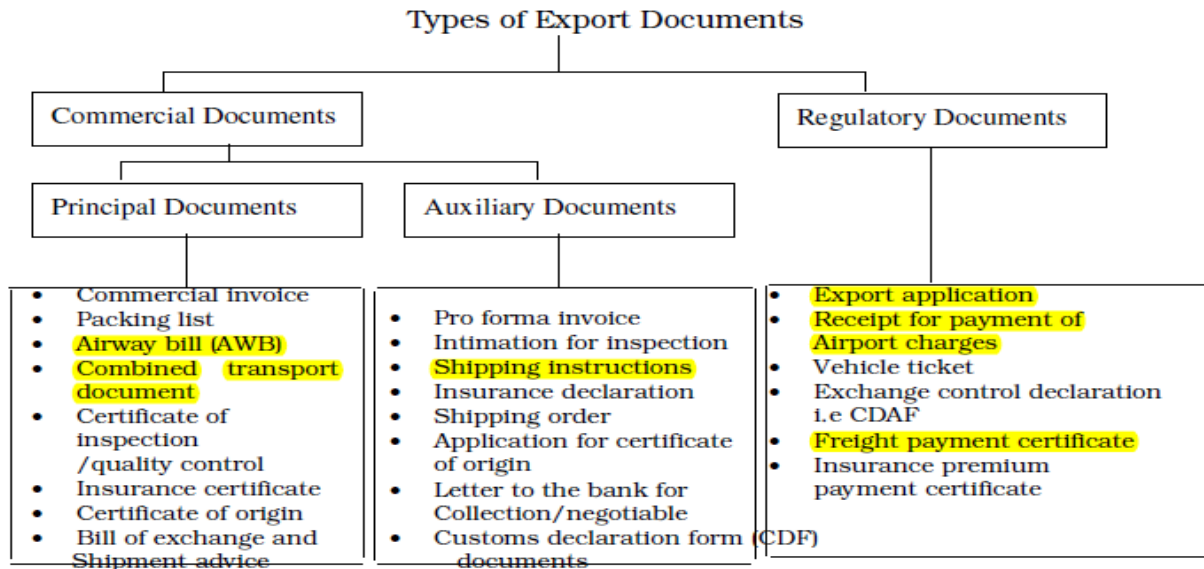 Types of Export Documents
Commercial Documents
Regulatory Documents
Principal Documents
Auxiliary Documents
• Commercial invoice
• Packing list
• Airway bill (AWB)
• Combined transport
document
• Certificate of
inspection
/quality control
• Insurance certificate
• Certificate of origin
• Bill of exchange and
Shipment advice
• Pro forma invoice
• Intimation for inspection
• Shipping instructions
• Insurance declaration
• Shipping order
• Application for certificate
of origin
• Letter to the bank for
Collection/negotiable
• Customs declaration form (CDF)
documents
• Export application
• Receipt for payment of
Airport charges
• Vehicle ticket
• Exchange control declaration
i.e CDAF
• Freight payment certificate
• Insurance premium
payment certificate